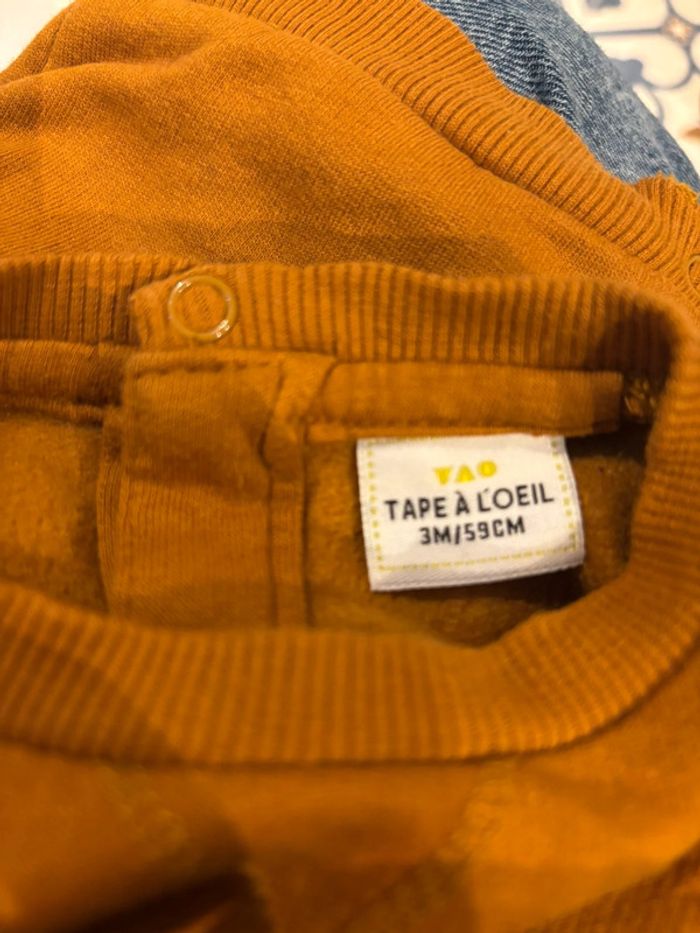 TAO
TAPE À L'OEIL
3M/59CM